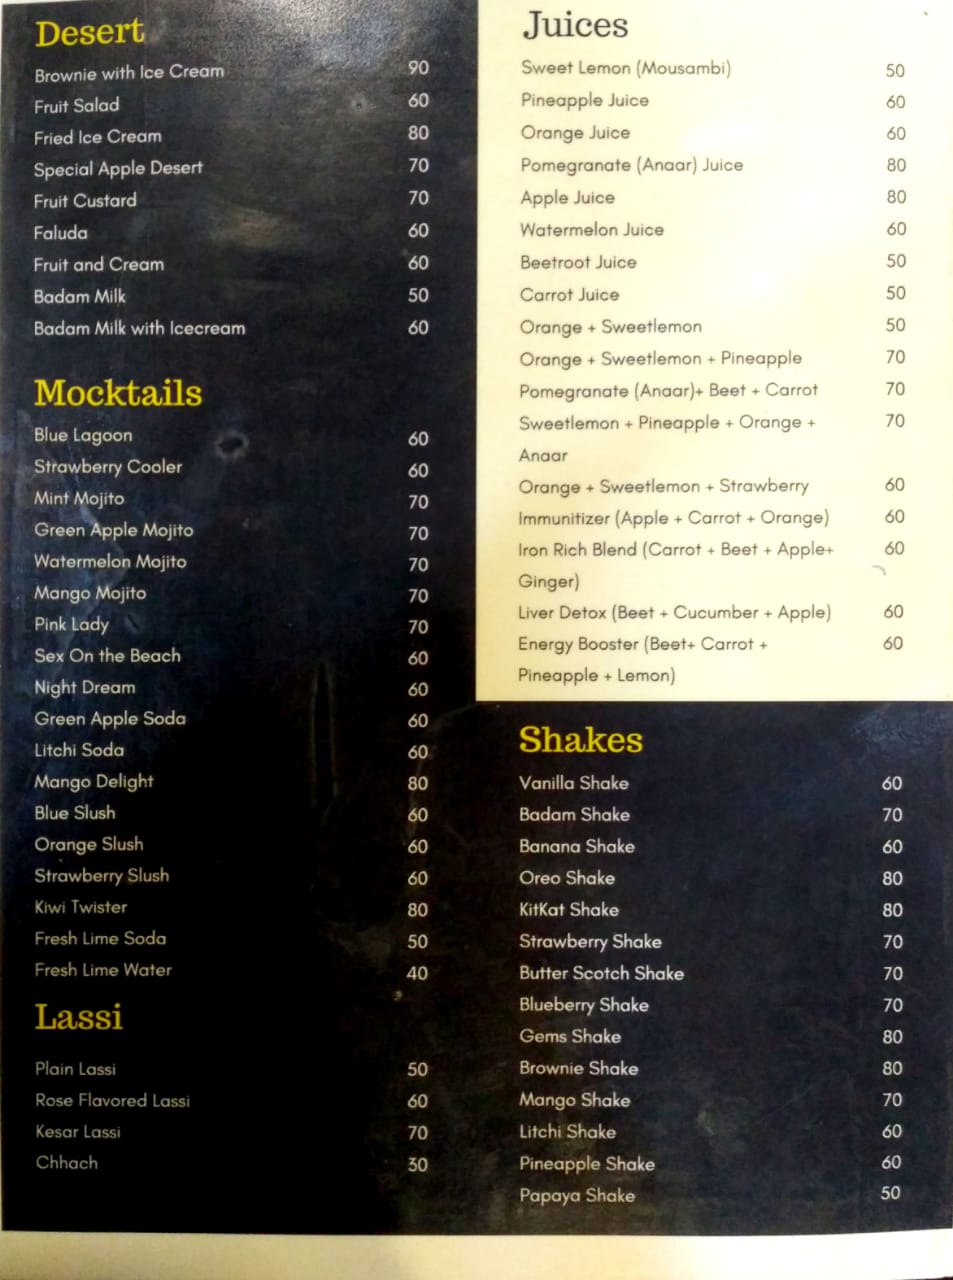 Desert
Brownie with Ice Cream 90
Fruit Salad 60
Fried Ice Cream 80
Special Apple Desert 70
Fruit Custard 70
Faluda 60
Fruit and Cream 60
Badam Milk 50
Badam Milk with Icecream 60
Mocktails
Blue Lagoon 60
Strawberry Cooler 60
Mint Mojito 70
Green Apple Mojito 70
Watermelon Mojito 70
Mango Mojito 70
Pink Lady 70
Sex On the Beach 60
Night Dream 60
Green Apple Soda 60
Litchi Soda 60
Mango Delight 80
Blue Slush 60
Orange Slush 60
Strawberry Slush 60
Kiwi Twister 80
Fresh Lime Soda 50
Fresh Lime Water 40
Lassi
Plain Lassi 50
Rose Flavored Lassi 60
Kesar Lassi 70
Chhach 30
Juices
Sweet Lemon (Mousambi) 50
Pineapple Juice 60
Orange Juice 60
Pomegranate (Anaar) Juice 80
Apple Juice 80
Watermelon Juice 60
Beetroot Juice 50
Carrot Juice 50
Orange + Sweetlemon 50
Orange + Sweetlemon + Pineapple 70
Pomegranate (Anaar)+ Beet + Carrot 70
Sweetlemon + Pineapple + Orange + 70
Anaar
Orange + Sweetlemon + Strawberry 60
Immunitizer (Apple + Carrot + Orange) 60
Iron Rich Blend (Carrot + Beet + Apple+ 60
Ginger)
Liver Detox (Beet + Cucumber + Apple) 60
Energy Booster (Beet+ Carrot + 60
Pineapple + Lemon)
Shakes
Vanilla Shake 60
Badam Shake 70
Banana Shake 60
Oreo Shake 80
KitKat Shake 80
Strawberry Shake 70
Butter Scotch Shake 70
Blueberry Shake 70
Gems Shake 80
Brownie Shake 80
Mango Shake 70
Litchi Shake 60
Pineapple Shake 60
Papaya Shake 50